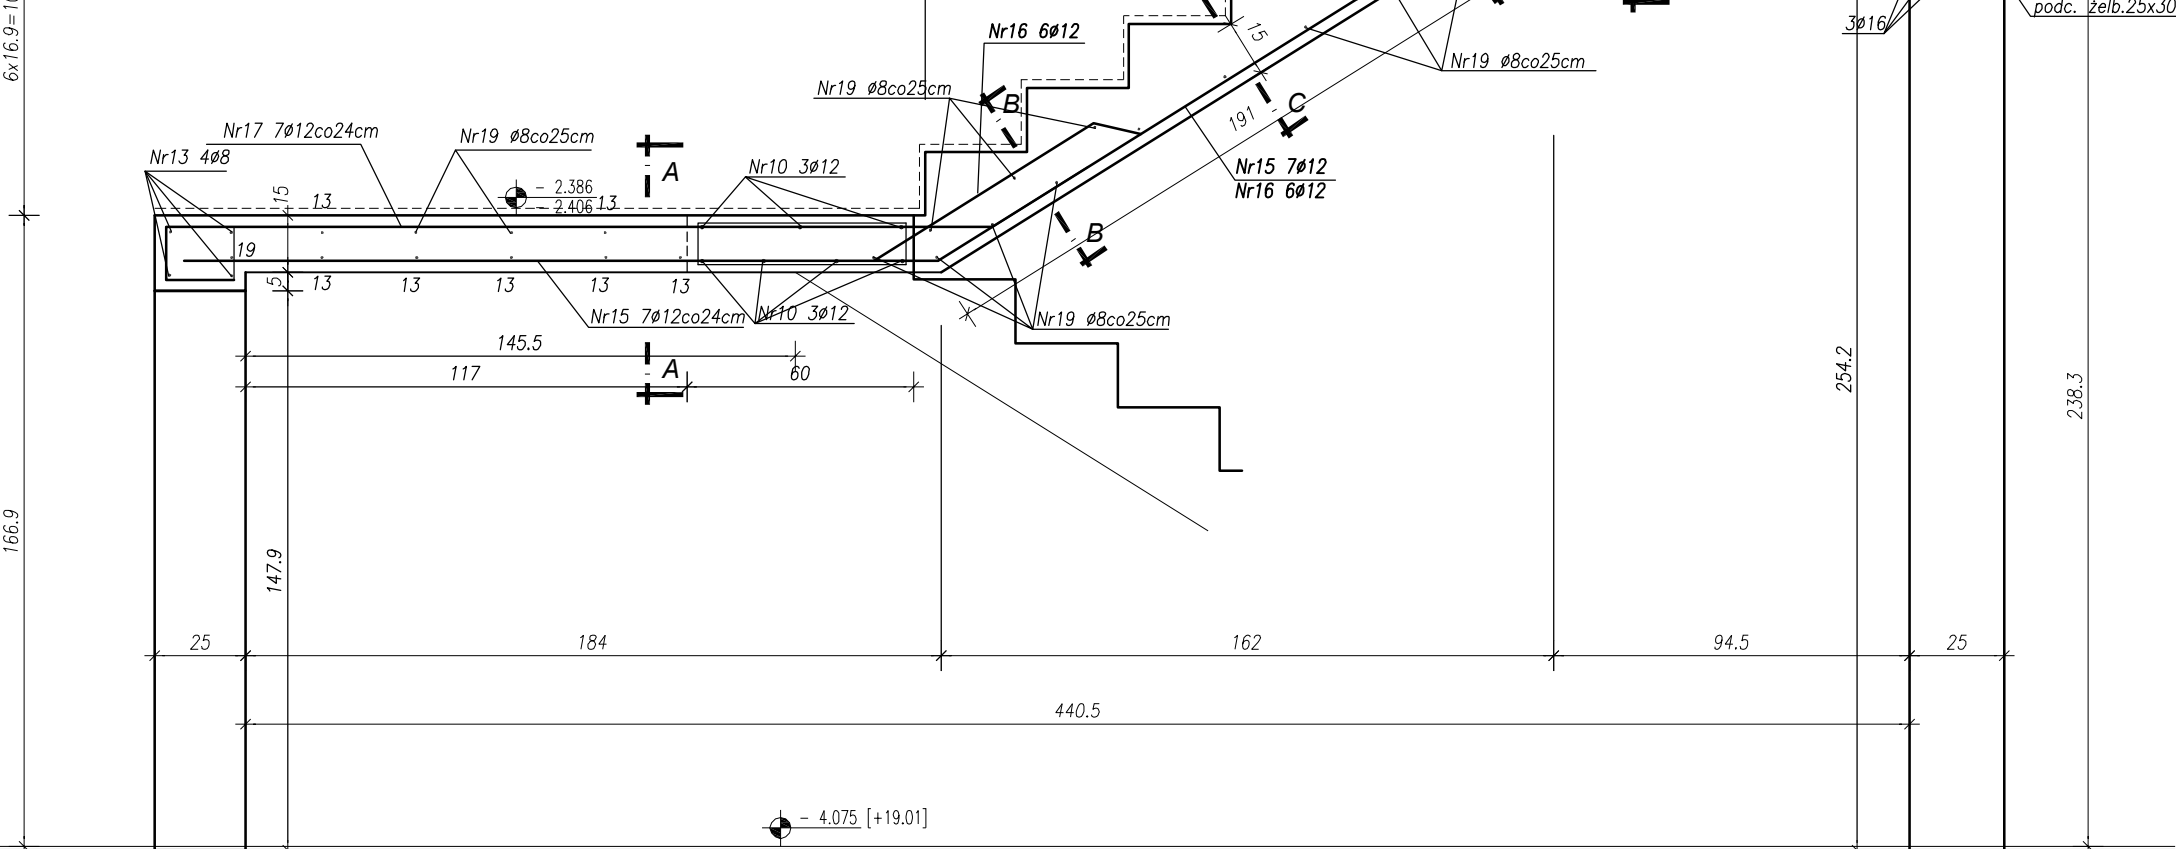 6x16.9=10
Nr16 6ø12
15
3ø16
podc. żelb.25x30
Nr19 ø8co25cm
Nr19 ø8co25cm
B
C
191
Nr17 7ø12co24cm
Nr19 ø8co25cm
Nr13 4ø8
A
Nr10 3ø12
Nr15 7ø12
Nr16 6ø12
15
13
- 2.386
- 2.406
13
B
19
5
13
13
13
13
13
Nr15 7ø12co24cm
Nr10 3ø12
Nr19 ø8co25cm
145.5
117
A
60
254.2
238.3
166.9
147.9
25
184
162
94.5
25
440.5
- 4.075 [+19.01]